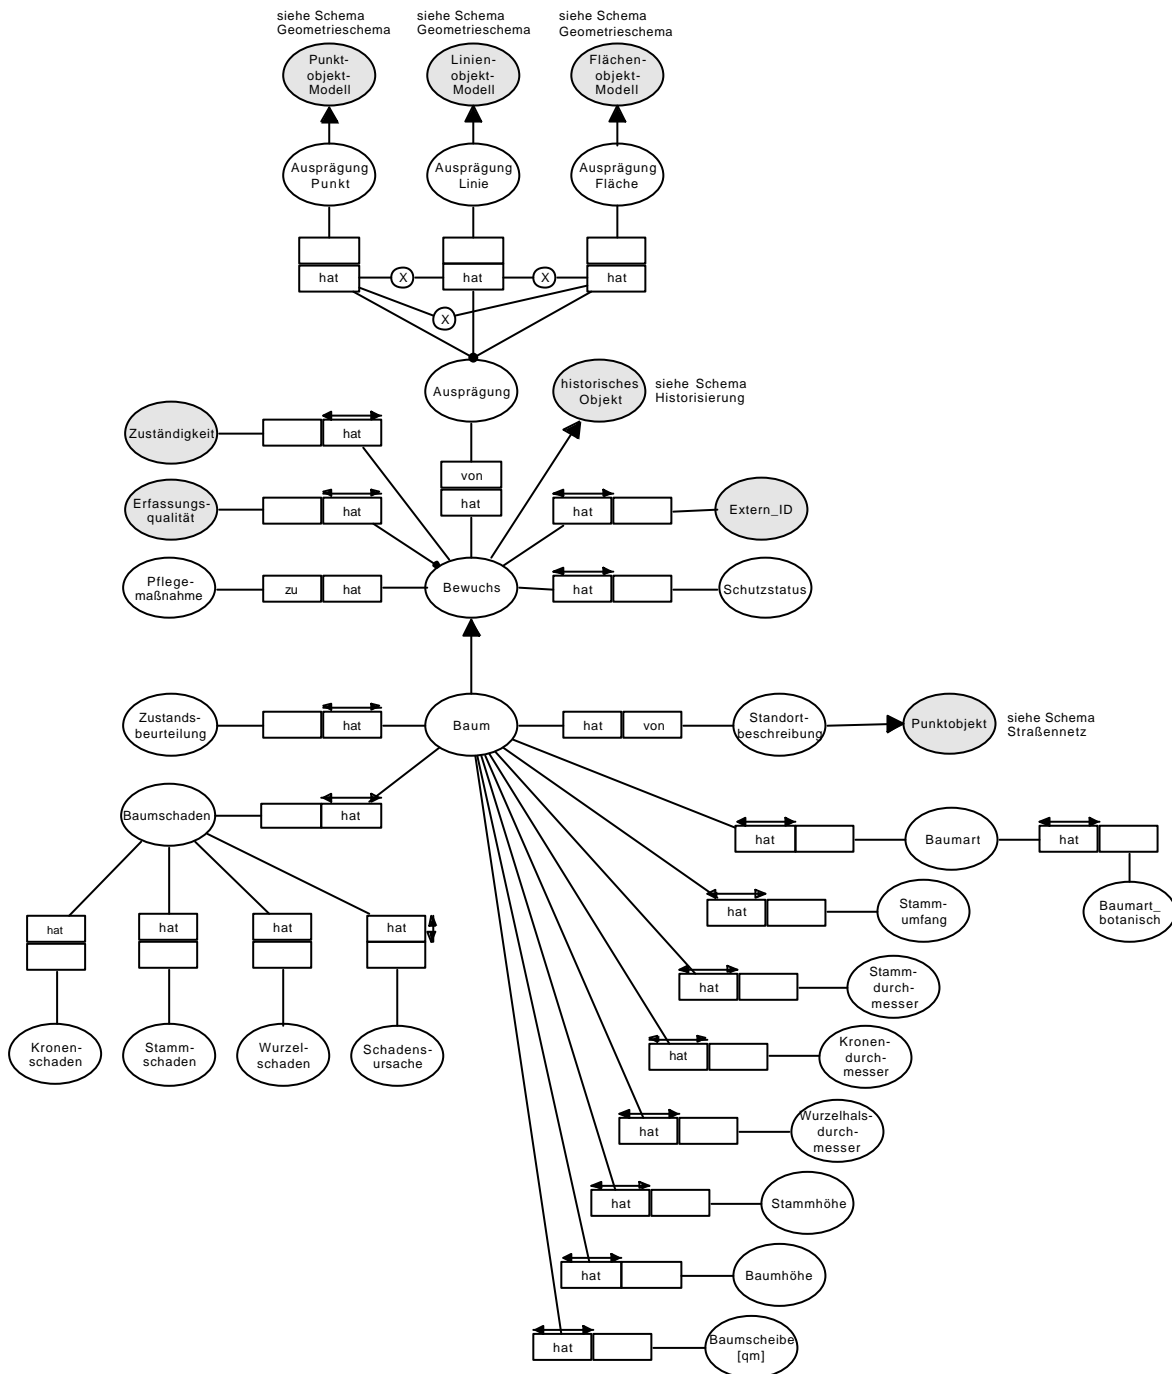 siehe Schema
Geometrieschema
siehe Schema
Geometrieschema
siehe Schema
Geometrieschema
Punkt-
objekt-
Modell
Linien-
objekt-
Modell
Flächen-
objekt-
Modell
Ausprägung
Punkt
Ausprägung
Linie
Ausprägung
Fläche
hat
X
hat
X
hat
X
Ausprägung
historisches
Objekt
siehe Schema
Historisierung
Zuständigkeit
hat
von
hat
Erfassungs-
qualität
hat
hat
Extern_ID
Pflege-
maßnahme
zu
hat
Bewuchs
hat
Schutzstatus
Zustands-
beurteilung
hat
Baum
hat
von
Standort-
beschreibung
Punktobjekt
siehe Schema
Straßennetz
Baumschaden
hat
hat
Baumart
hat
Baumart_
botanisch
hat
Stamm-
umfang
hat
hat
hat
hat
hat
Stamm-
durch-
messer
Kronen-
schaden
Stamm-
schaden
Wurzel-
schaden
Schadens-
ursache
hat
Kronen-
durch-
messer
hat
Wurzelhals-
durch-
messer
hat
Stammhöhe
hat
Baumhöhe
hat
Baumscheibe
[qm]